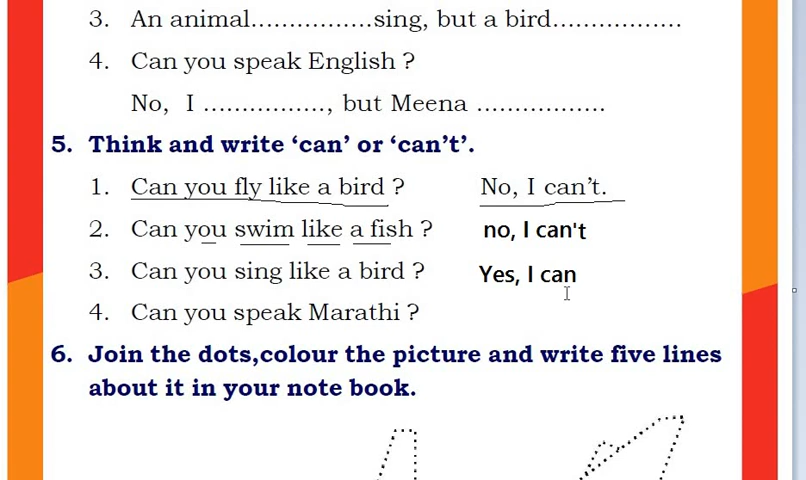 3. An animal................sing, but a bird.................
4. Can you speak English ?
No, I ................, but Meena .................
5. Think and write ‘can’ or ‘can’t’.
1. Can you fly like a bird ? No, I can’t.
2. Can you swim like a fish ? no, I can't
3. Can you sing like a bird ? Yes, I can
4. Can you speak Marathi ?
6. Join the dots,colour the picture and write five lines
about it in your note book.